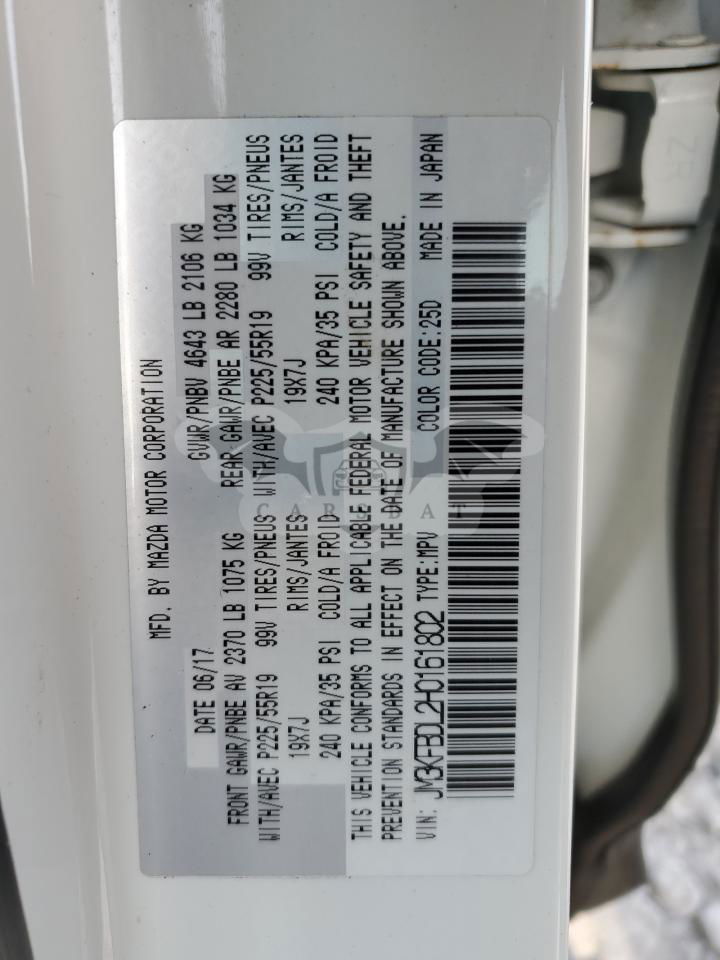 MFD. BY MAZDA MOTOR CORPORATION
DATE 06/17 GVWR/PNBV 4643 LB 2106 KG
FRONT GAWR/PNBE AV 2370 LB 1075 KG REAR GAWR/PNBE AR 2280 LB 1034 KG
WITH/AVEC P225/55R19 99V TIRES/PNEUS WITH/AVEC P225/55R19 99V TIRES/PNEUS
19X7J RIMS/JANTES 19X7J RIMS/JANTES
240 KPA/35 PSI COLD/A FROID 240 KPA/35 PSI COLD/A FROID
THIS VEHICLE CONFORMS TO ALL APPLICABLE FEDERAL MOTOR VEHICLE SAFETY AND THEFT
PREVENTION STANDARDS IN EFFECT ON THE DATE OF MANUFACTURE SHOWN ABOVE.
VIN: JM3KFBDL2H0161802 TYPE:MPV COLOR CODE:25D MADE IN JAPAN
ZR